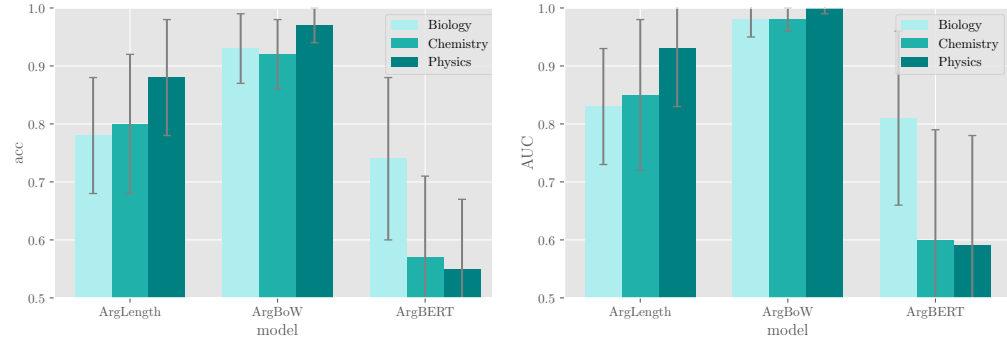 1.0
0.9
0.8
0.7
0.6
0.5
acc
ArgLength
ArgBoW
ArgBERT
model
Biology
Chemistry
Physics
1.0
0.9
0.8
0.7
0.6
0.5
AUC
ArgLength
ArgBoW
ArgBERT
model
Biology
Chemistry
Physics